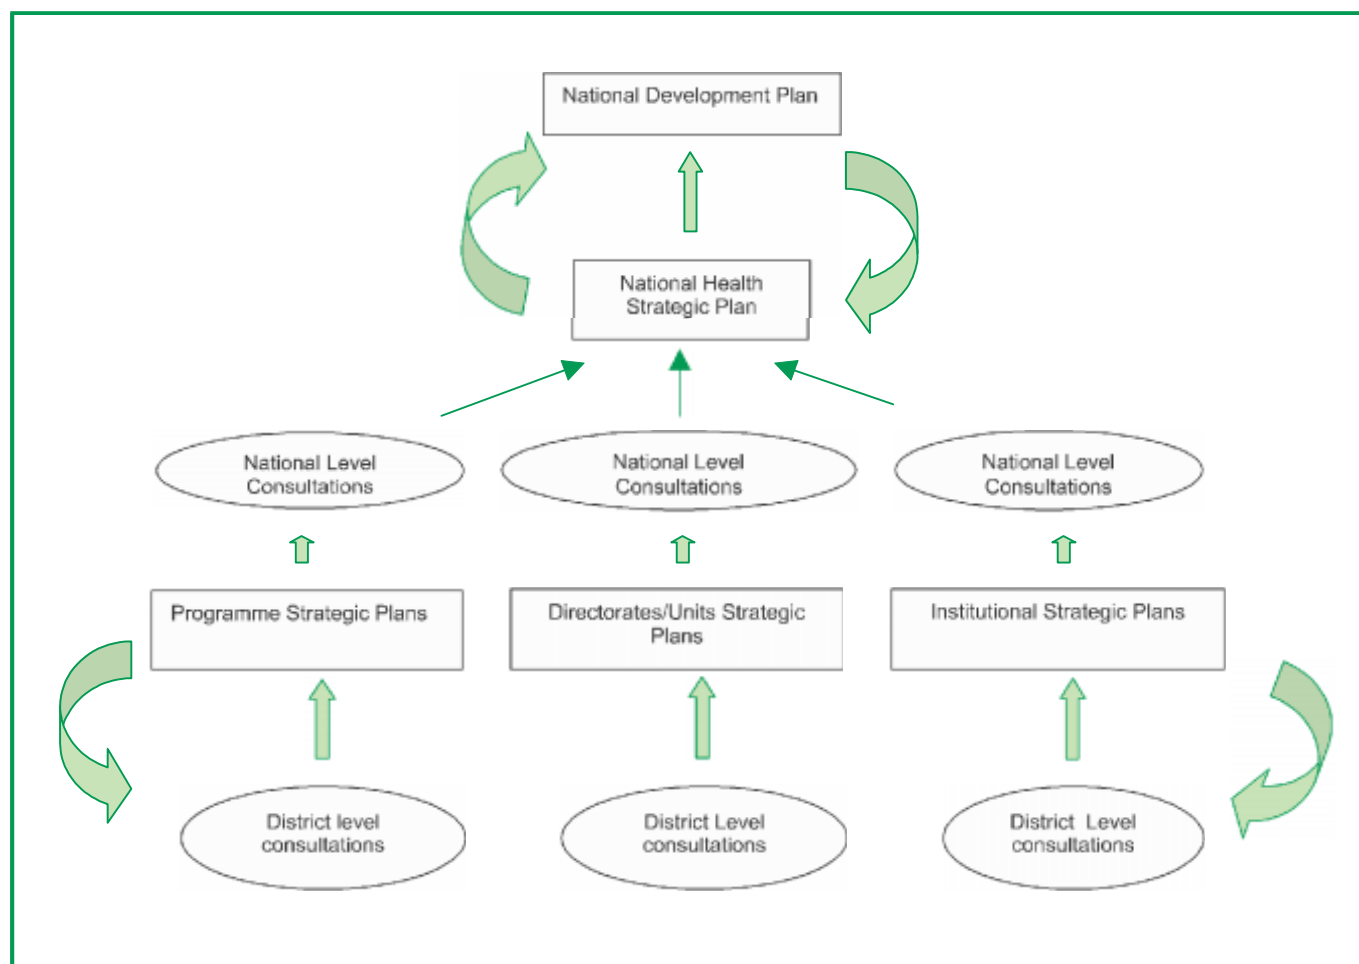 National Development Plan
National Health
Strategic Plan
National Level
Consultations
National Level
Consultations
National Level
Consultations
Programme Strategic Plans
Directorates/Units Strategic
Plans
Institutional Strategic Plans
District level
consultations
District Level
consultations
District Level
consultations